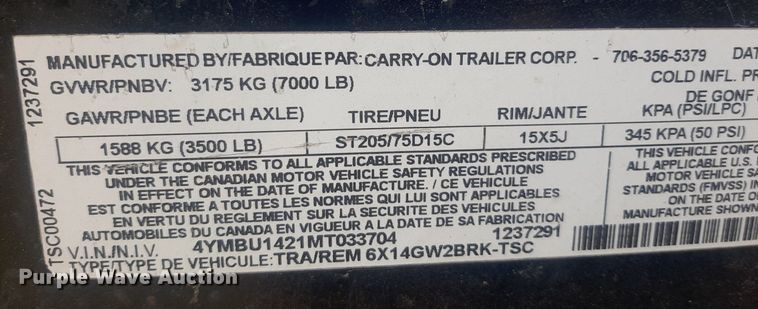 MANUFACTURED BY/FABRIQUE PAR: CARRY-ON TRAILER CORP. - 706-356-5379 DAT
GVWR/PNBV: 3175 KG (7000 LB) COLD INFL. PR
DE GONF
GAWR/PNBE (EACH AXLE) TIRE/PNEU RIM/JANTE KPA (PSI/LPC)
1588 KG (3500 LB) ST205/75D15C 15X5J 345 KPA (50 PSI)
THIS VEHICLE CONFORMS TO ALL APPLICABLE STANDARDS PRESCRIBED
UNDER THE CANADIAN MOTOR VEHICLE SAFETY REGULATIONS
IN EFFECT ON THE DATE OF MANUFACTURE. / CE VEHICULE
EST CONFORME A TOUTES LES NORMES QUI LUI SONT APPLICABLES
EN VERTU DU REGLEMENT SUR LA SECURITE DES VEHICULES
AUTOMOBILES DU CANADA EN VIGUEUR A LA DATE DE SA FABRICATION.
THIS VEHICLE CONFO
ALL APPLICABLE U.S.
MOTOR VEHICLE SA
STANDARDS (FMVSS) IN
ON THE DATE O
MANUFACTURE SHOWN
V.I.N./N.I.V. 4YMBU1421MT033704 1237291
TYPE/TYPE DE VEHICULE: TRA/REM 6X14GW2BRK-TSC
1237291
TSC00472
Purple Wave Auction